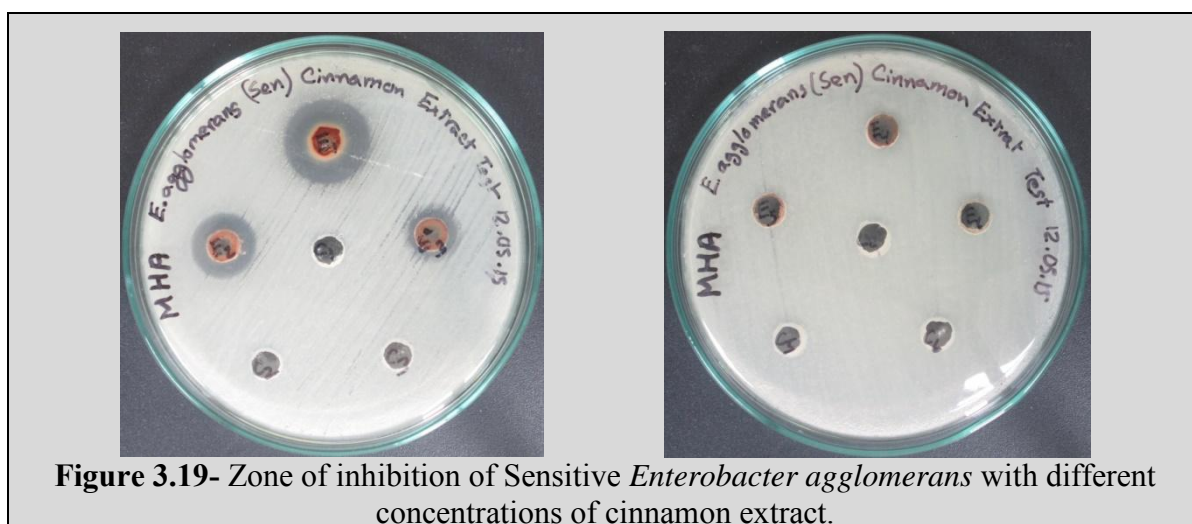 E. agglomerans (Sen) Cinnamon Extract Test 12.05.15
MHA
E. agglomerans (Sen) Cinnamon Extract Test 12.05.15
MHA
Figure 3.19- Zone of inhibition of Sensitive Enterobacter agglomerans with different
concentrations of cinnamon extract.